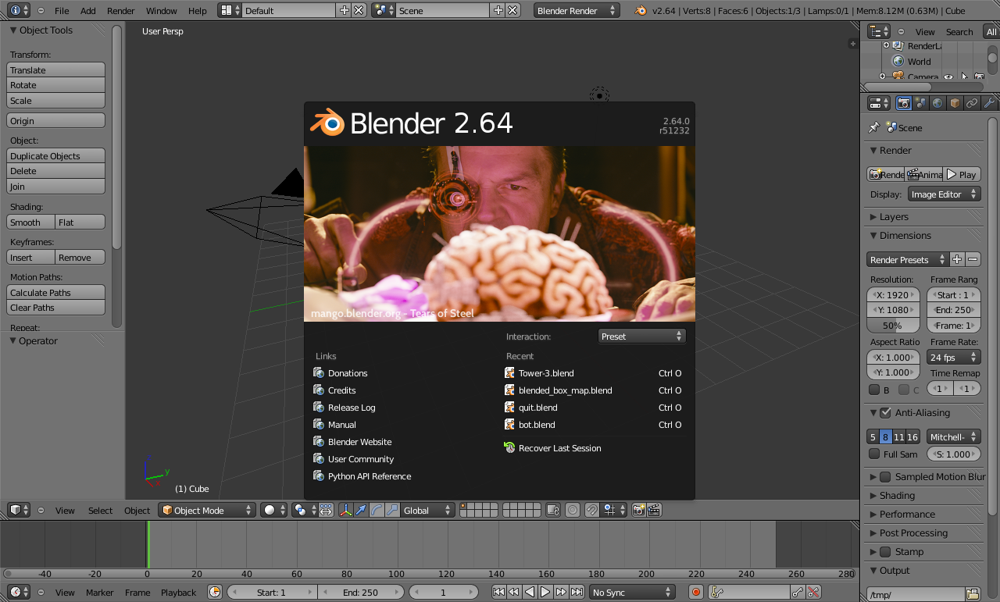 File Add Render Window Help Default Scene Blender Render v2.64 | Verts:8 | Faces:6 | Objects:1/3 | Lamps:0/1 | Mem:8.12M (0.63M) | Cube
Object Tools
Transform:
Translate
Rotate
Scale
Origin
Object:
Duplicate Objects
Delete
Join
Shading:
Smooth Flat
Keyframes:
Insert Remove
Motion Paths:
Calculate Paths
Clear Paths
Repeat:
Operator
User Persp
Blender 2.64
2.64.0
r51232
mango.blender.org - Tears of Steel
Interaction: Preset
Links
Donations
Credits
Release Log
Manual
Blender Website
User Community
Python API Reference
Recent
Tower-3.blend Ctrl O
blended_box_map.blend Ctrl O
quit.blend Ctrl O
bot.blend Ctrl O
Recover Last Session
z
y
x
(1) Cube
View Select Object Object Mode Global
-40 -20 0 20 40 60 80 100 120 140 160 180 200 220 240 260 280
View Marker Frame Playback Start: 1 End: 250 1 No Sync
View Search All
RenderLa
World
Camera
Scene
Render
Rende Anima Play
Display: Image Editor
Layers
Dimensions
Render Presets
Resolution: Frame Rang
X: 1920 Start : 1
Y: 1080 End: 250
50% Frame: 1
Aspect Ratio Frame Rate:
X: 1.000 24 fps
Y: 1.000 Time Remap
B C 1 1
Anti-Aliasing
5 8 11 16 Mitchell-
Full Sam S: 1.000
Sampled Motion Blur
Shading
Performance
Post Processing
Stamp
Output
/tmp/